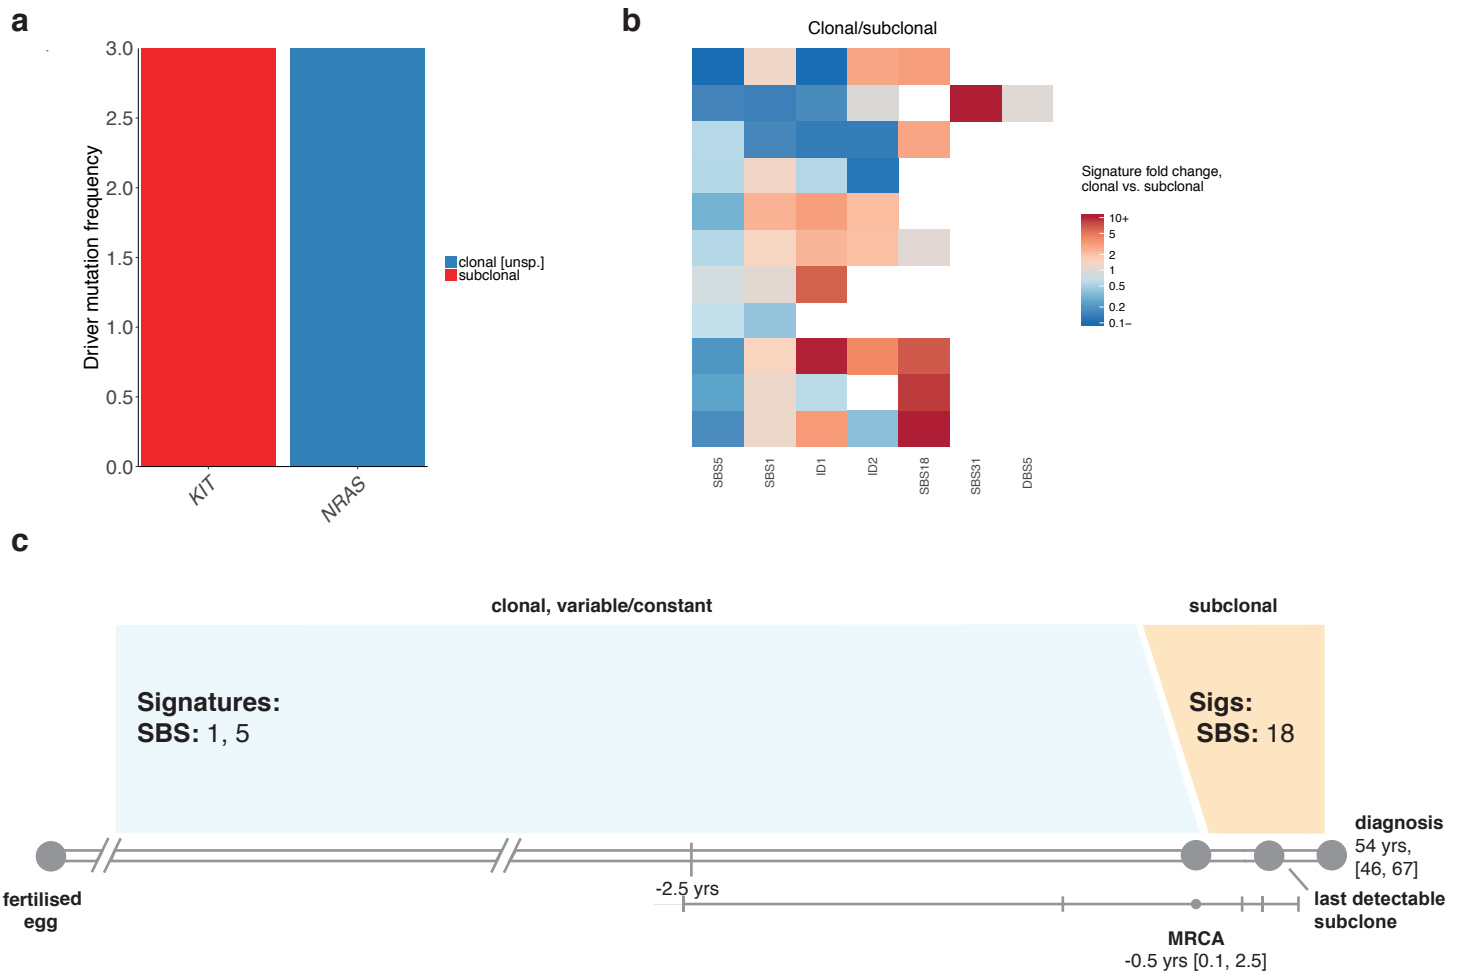 a
3.0
2.5
2.0
1.5
1.0
0.5
0.0
Driver mutation frequency
KIT
NRAS
clonal [unsp.]
subclonal
b
Clonal/subclonal
SBS5
SBS1
ID1
ID2
SBS18
SBS31
DBS5
Signature fold change,
clonal vs. subclonal
10+
5
2
1
0.5
0.2
0.1−
c
clonal, variable/constant
subclonal
Signatures:
SBS: 1, 5
Sigs:
SBS: 18
fertilised
egg
-2.5 yrs
MRCA
-0.5 yrs [0.1, 2.5]
diagnosis
54 yrs,
[46, 67]
last detectable
subclone